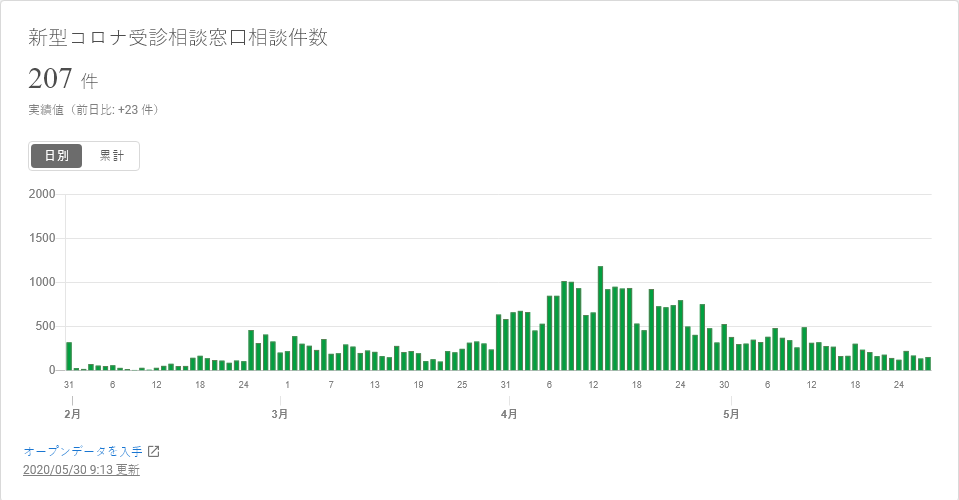 新型コロナ受診相談窓口相談件数
207 件
実績値（前日比: +23 件）
日別 累計
2000
1500
1000
500
0
31 6 12 18 24 1 7 13 19 25 31 6 12 18 24 30 6 12 18 24
2月 3月 4月 5月
オープンデータを入手
2020/05/30 9:13 更新